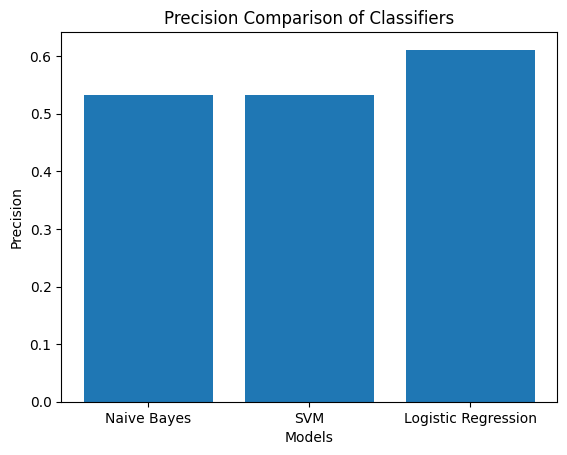 Precision Comparison of Classifiers
0.6
0.5
0.4
0.3
0.2
0.1
0.0
Precision
Naive Bayes
SVM
Logistic Regression
Models